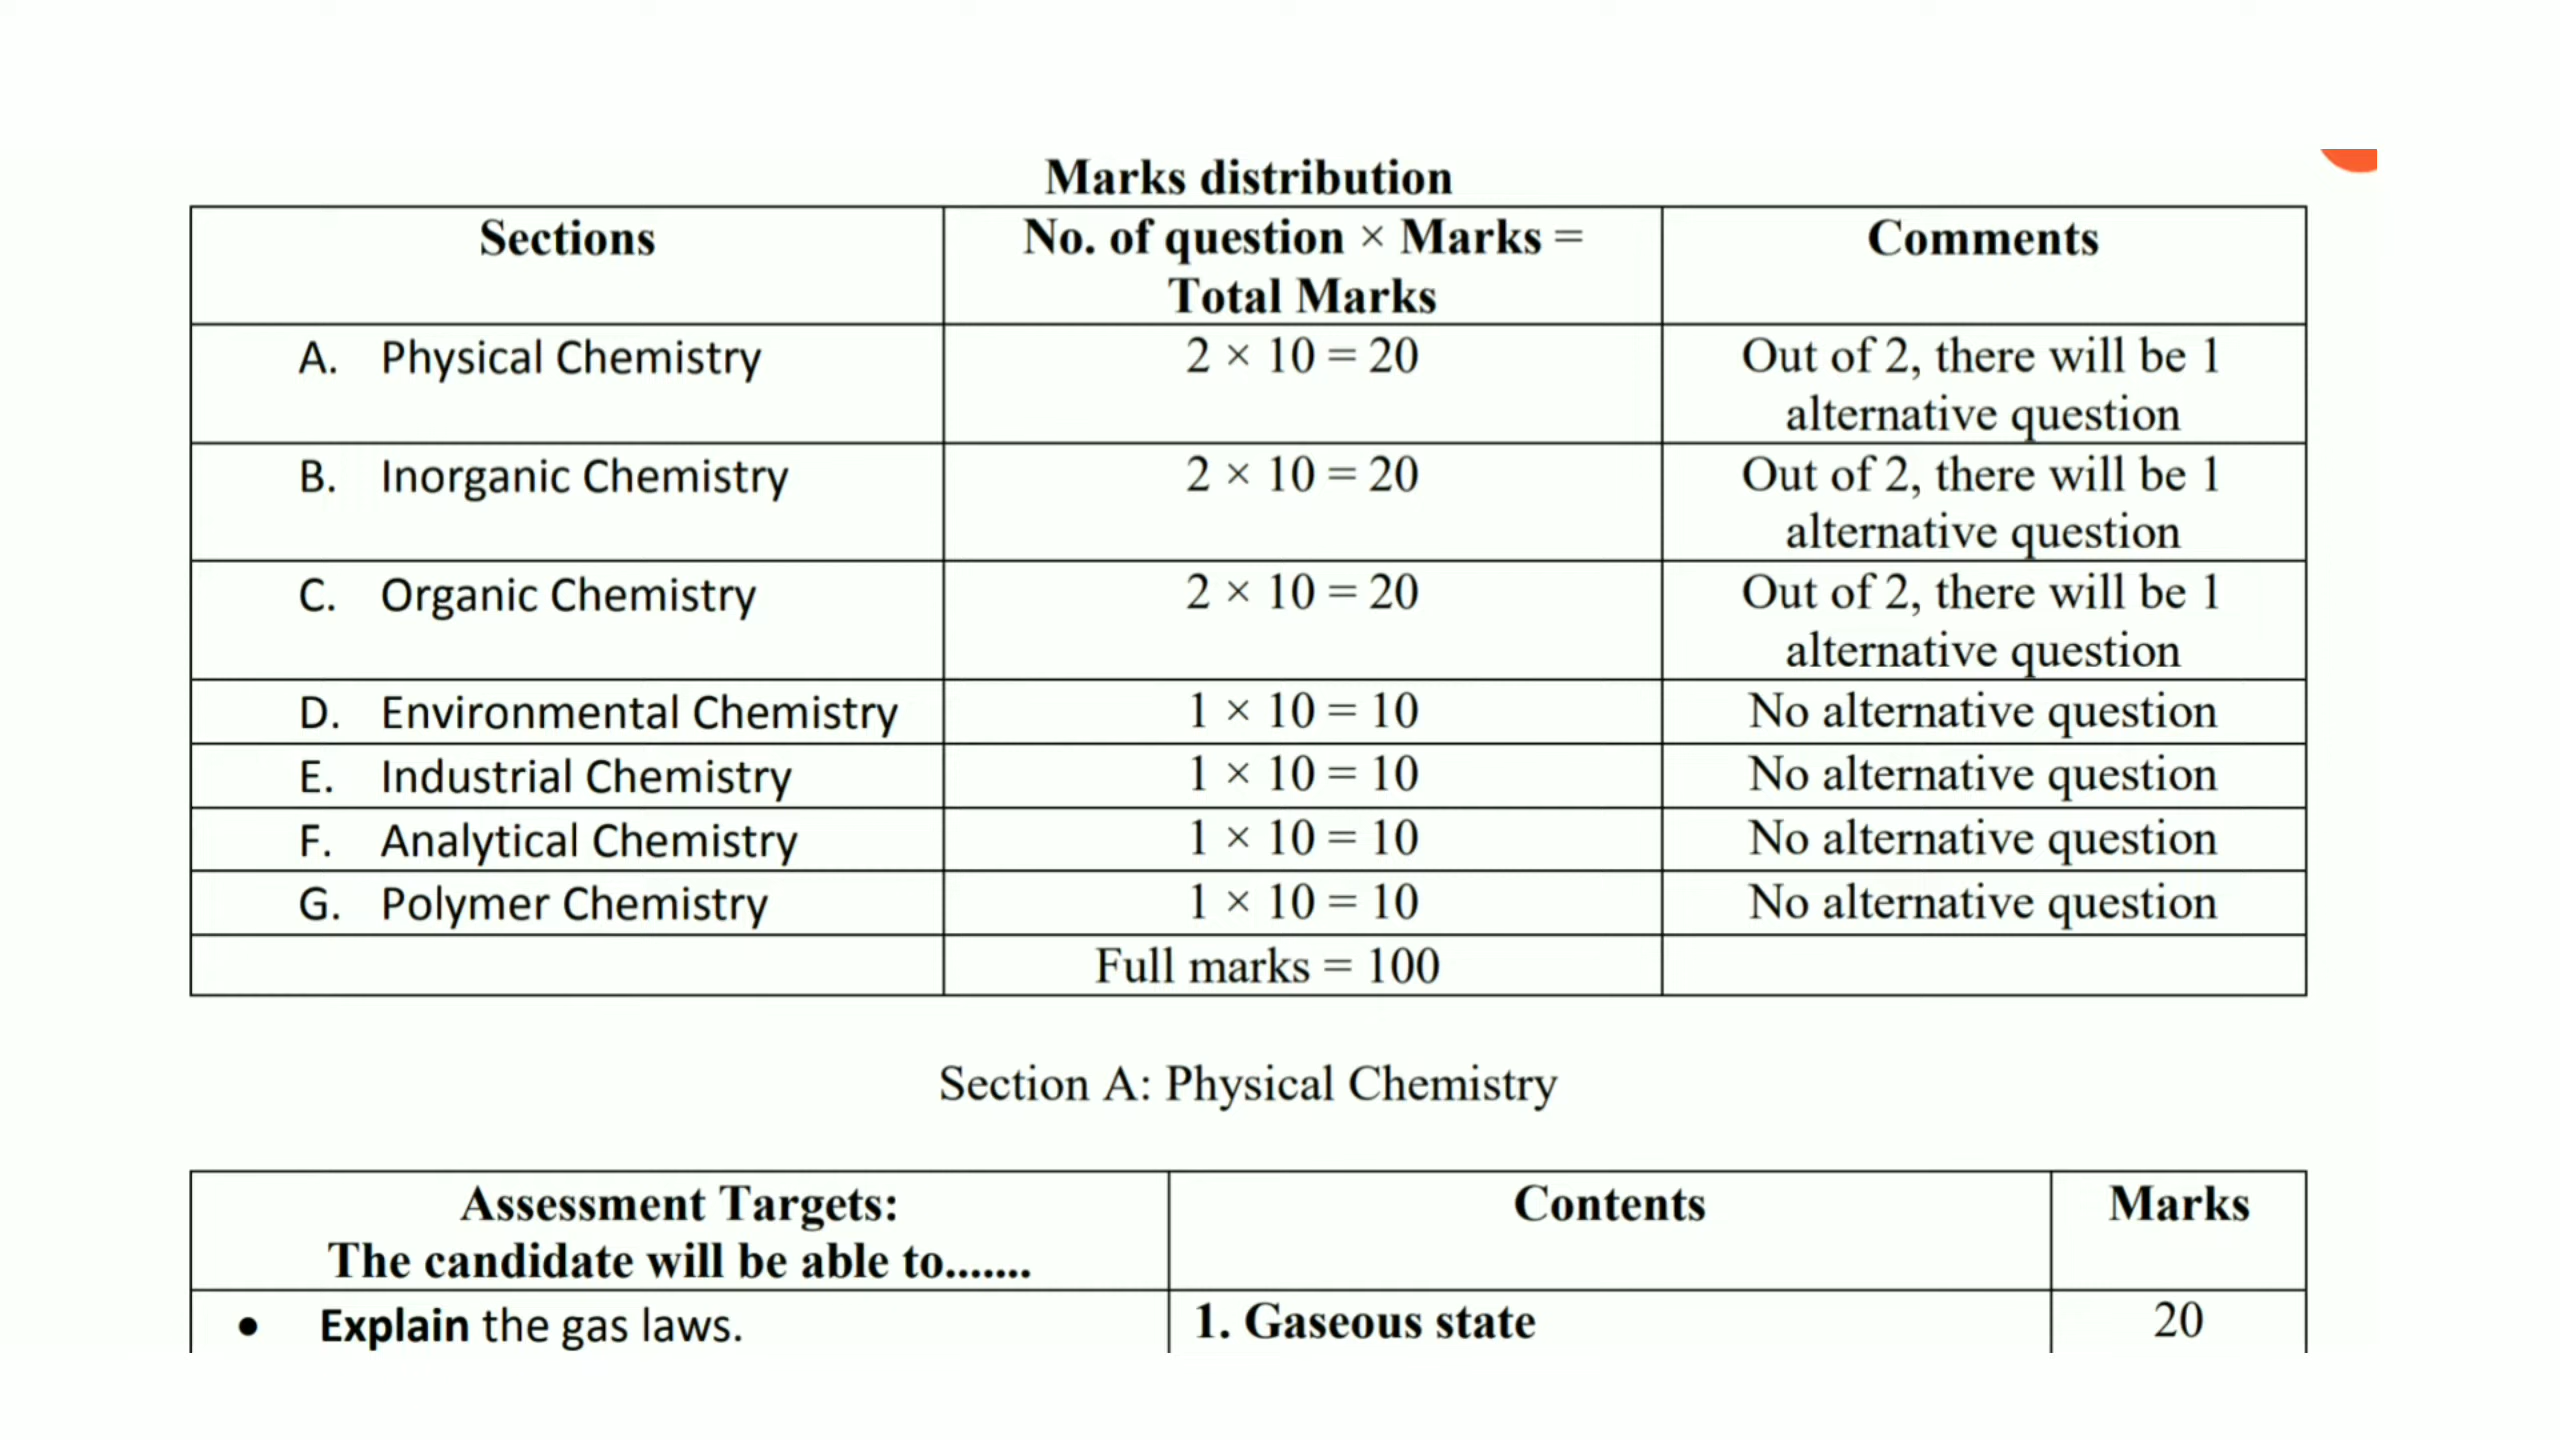 Marks distribution
Sections
No. of question × Marks =
Total Marks
Comments
A. Physical Chemistry
2 × 10 = 20
Out of 2, there will be 1
alternative question
B. Inorganic Chemistry
2 × 10 = 20
Out of 2, there will be 1
alternative question
C. Organic Chemistry
2 × 10 = 20
Out of 2, there will be 1
alternative question
D. Environmental Chemistry
1 × 10 = 10
No alternative question
E. Industrial Chemistry
1 × 10 = 10
No alternative question
F. Analytical Chemistry
1 × 10 = 10
No alternative question
G. Polymer Chemistry
1 × 10 = 10
No alternative question
Full marks = 100
Section A: Physical Chemistry
Assessment Targets:
The candidate will be able to.......
Contents
Marks
• Explain the gas laws.
1. Gaseous state
20